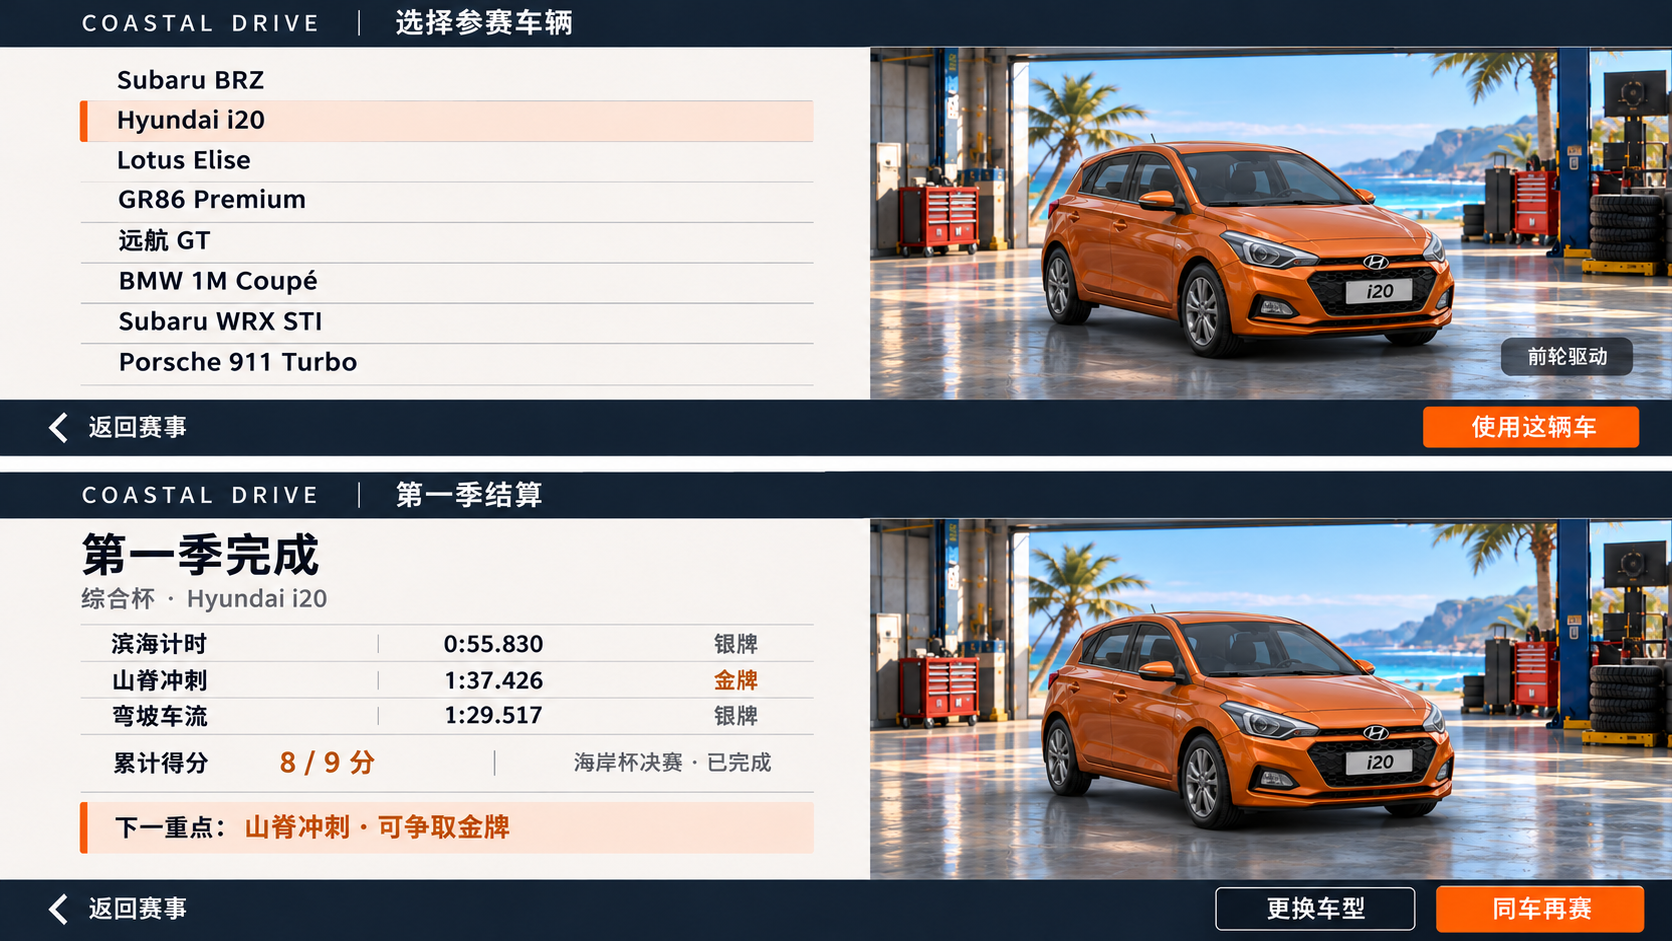 COASTAL DRIVE | 选择参赛车辆
Subaru BRZ
Hyundai i20
Lotus Elise
GR86 Premium
远航 GT
BMW 1M Coupé
Subaru WRX STI
Porsche 911 Turbo
i20
前轮驱动
返回赛事
使用这辆车
COASTAL DRIVE | 第一季结算
第一季完成
综合杯 · Hyundai i20
滨海计时 | 0:55.830 银牌
山脊冲刺 | 1:37.426 金牌
弯坡车流 | 1:29.517 银牌
累计得分 8 / 9 分 | 海岸杯决赛 · 已完成
下一重点： 山脊冲刺 · 可争取金牌
i20
返回赛事
更换车型
同车再赛